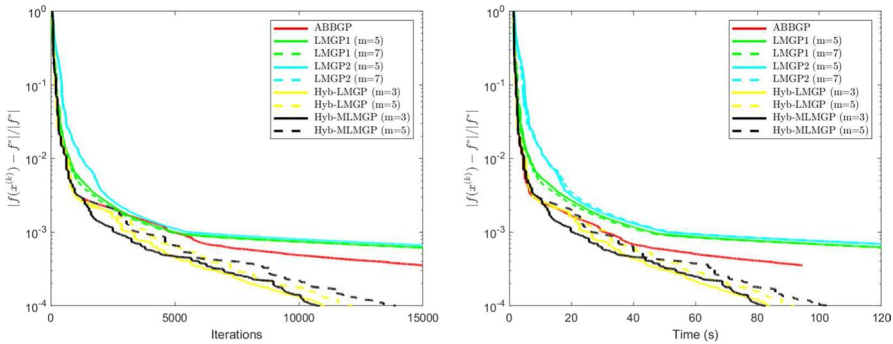 |f(x^{(k)}) − f*|/|f*|
10^0
10^{-1}
10^{-2}
10^{-3}
10^{-4}
ABBGP
LMGP1 (m=5)
LMGP1 (m=7)
LMGP2 (m=5)
LMGP2 (m=7)
Hyb-LMGP (m=3)
Hyb-LMGP (m=5)
Hyb-MLMGP (m=3)
Hyb-MLMGP (m=5)
0 5000 10000 15000
Iterations
|f(x^{(k)}) − f*|/|f*|
10^0
10^{-1}
10^{-2}
10^{-3}
10^{-4}
ABBGP
LMGP1 (m=5)
LMGP1 (m=7)
LMGP2 (m=5)
LMGP2 (m=7)
Hyb-LMGP (m=3)
Hyb-LMGP (m=5)
Hyb-MLMGP (m=3)
Hyb-MLMGP (m=5)
0 20 40 60 80 100 120
Time (s)